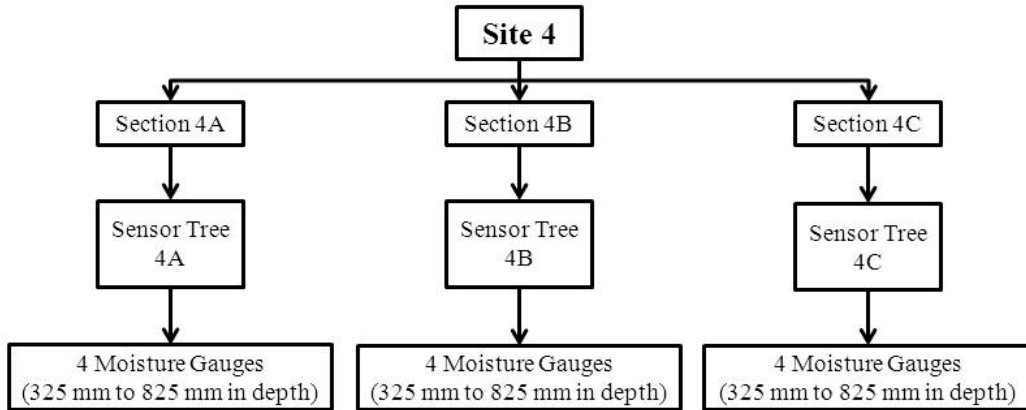 Site 4
Section 4A
Section 4B
Section 4C
Sensor Tree
4A
Sensor Tree
4B
Sensor Tree
4C
4 Moisture Gauges
(325 mm to 825 mm in depth)
4 Moisture Gauges
(325 mm to 825 mm in depth)
4 Moisture Gauges
(325 mm to 825 mm in depth)